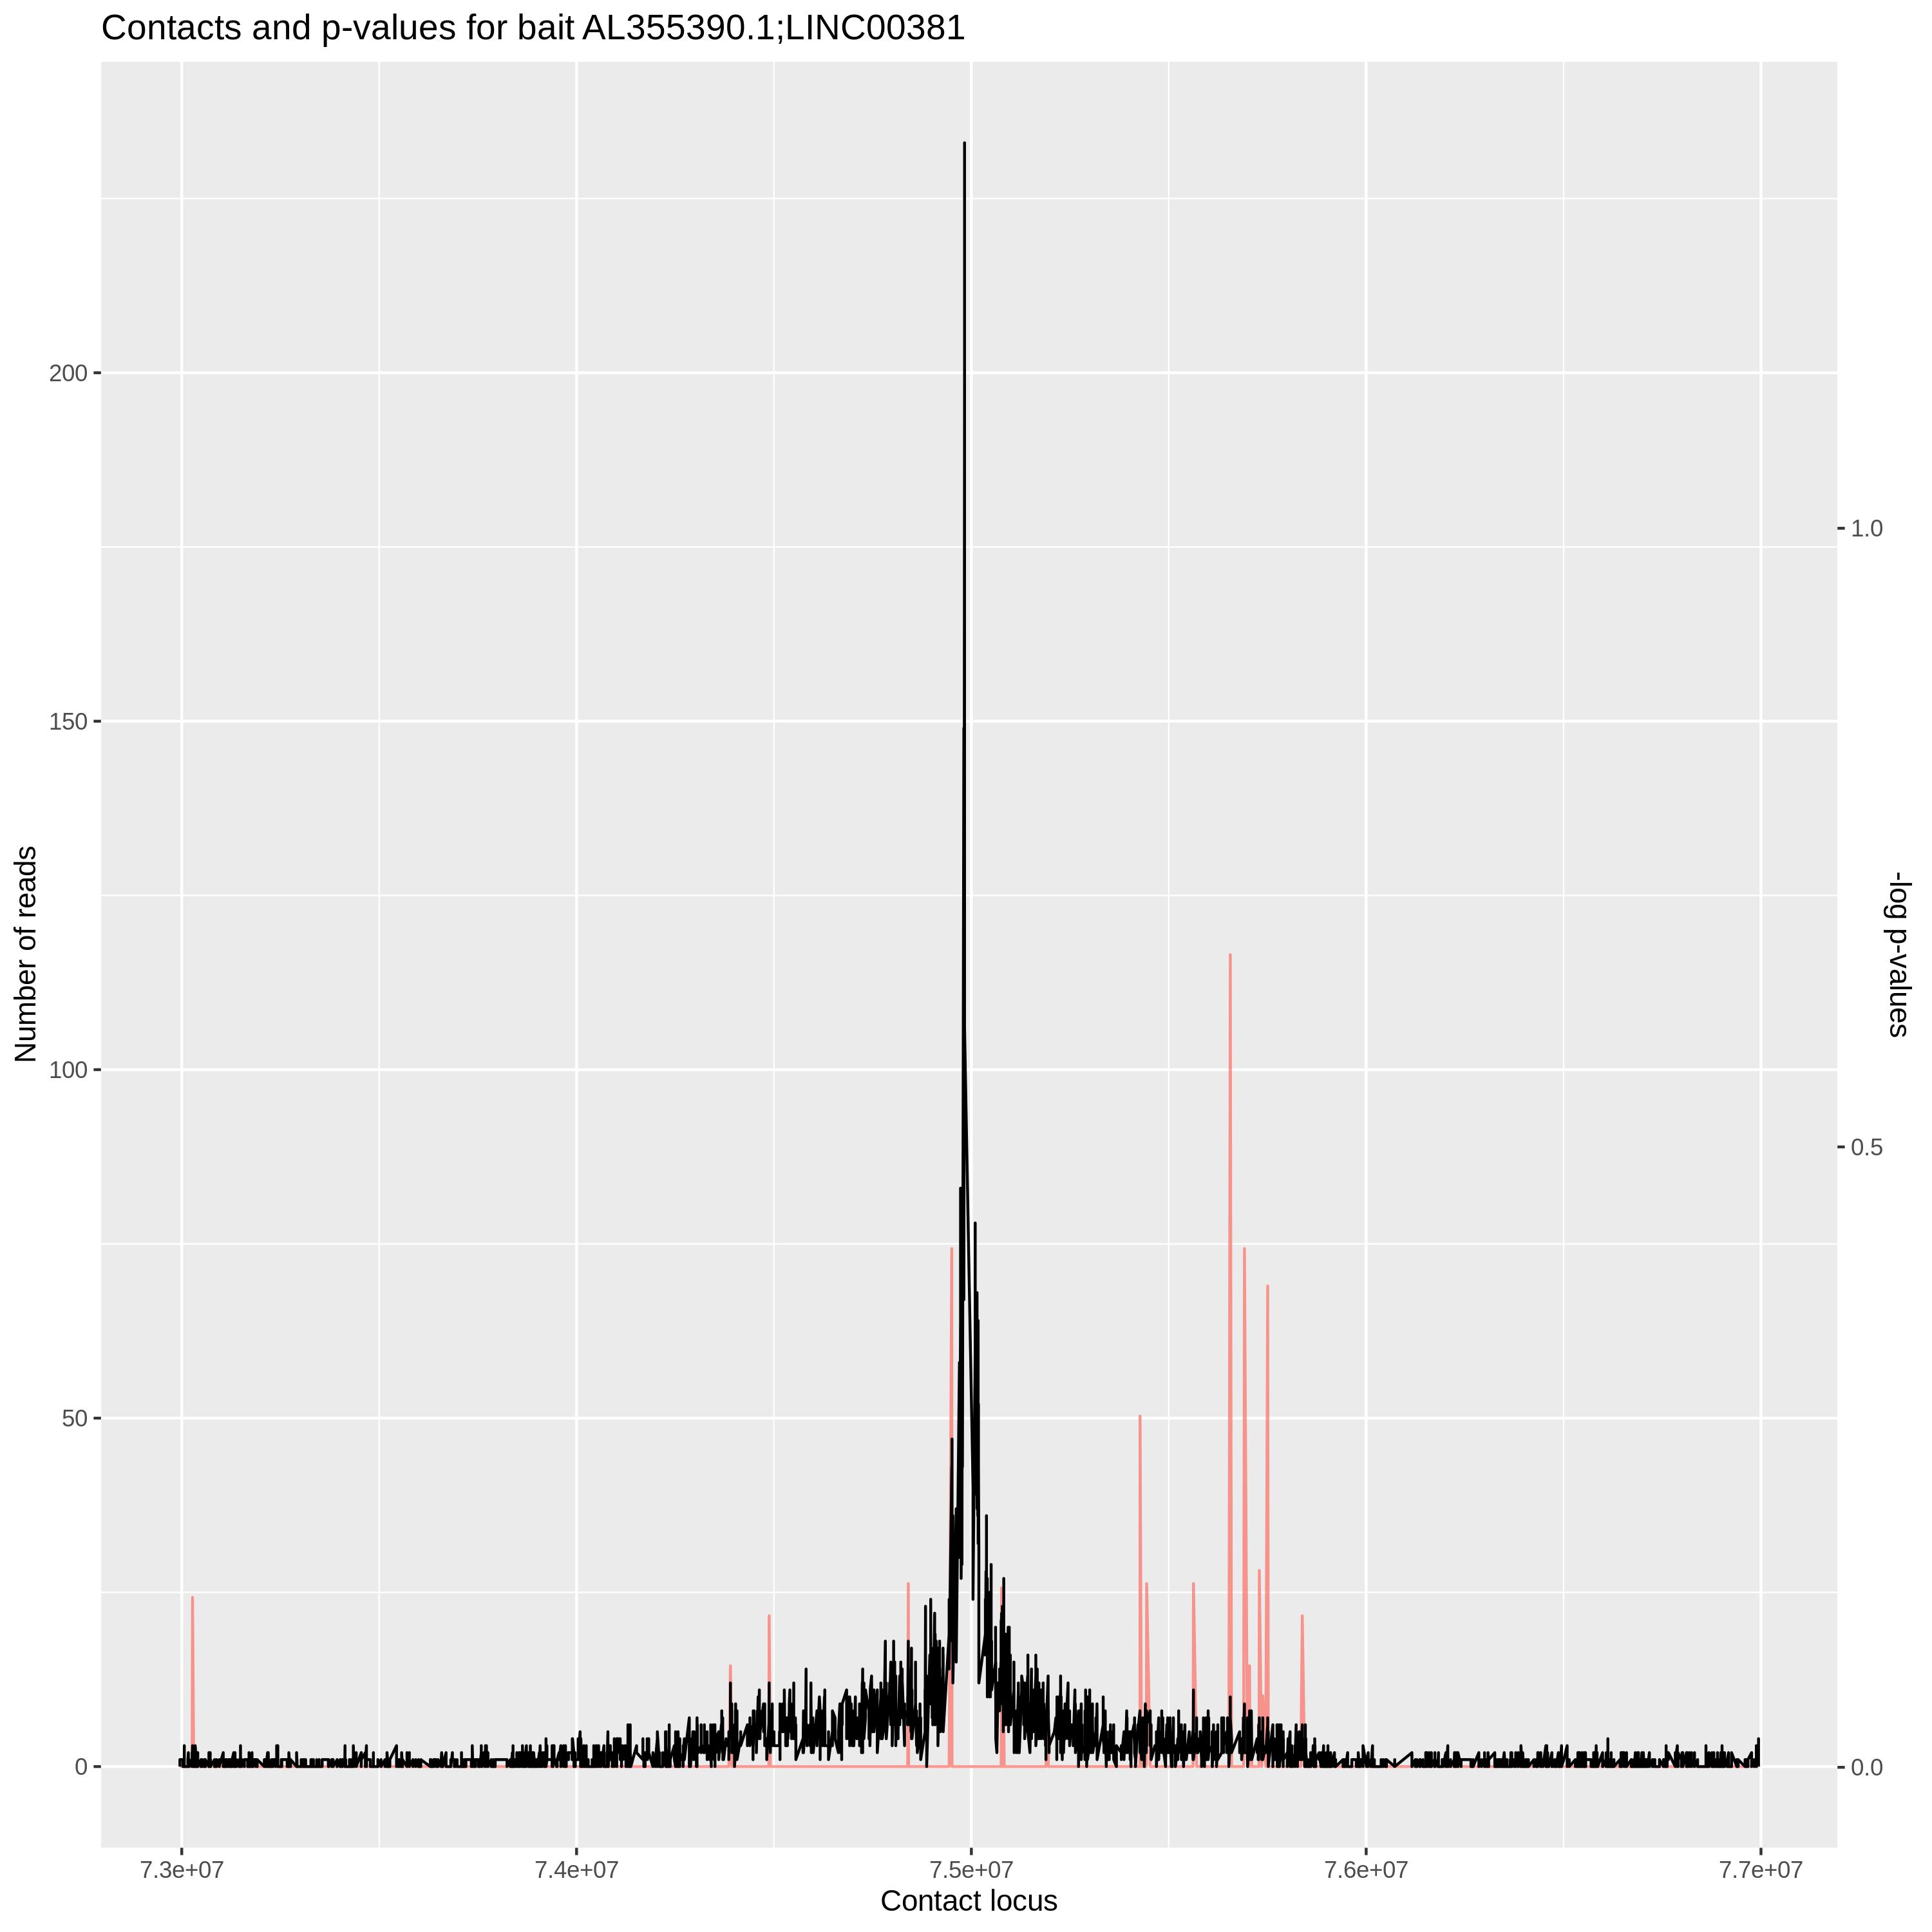 Contacts and p-values for bait AL355390.1;LINC00381
Number of reads
200
150
100
50
0
1.0
0.5
0.0
-log p-values
7.3e+07 7.4e+07 7.5e+07 7.6e+07 7.7e+07
Contact locus